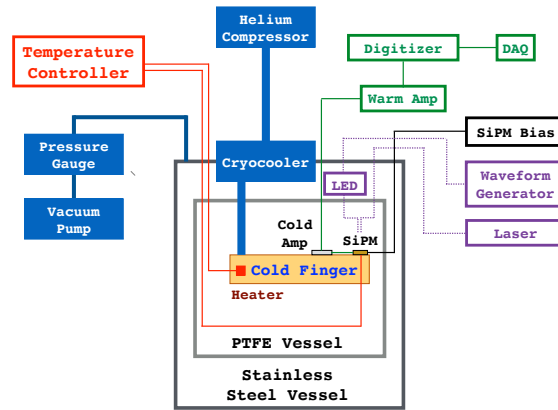 Helium
Compressor
Temperature
Controller
Digitizer
DAQ
Warm Amp
SiPM Bias
Pressure
Gauge
Cryocooler
LED
Waveform
Generator
Vacuum
Pump
Cold
Amp
SiPM
Laser
Cold Finger
Heater
PTFE Vessel
Stainless
Steel Vessel